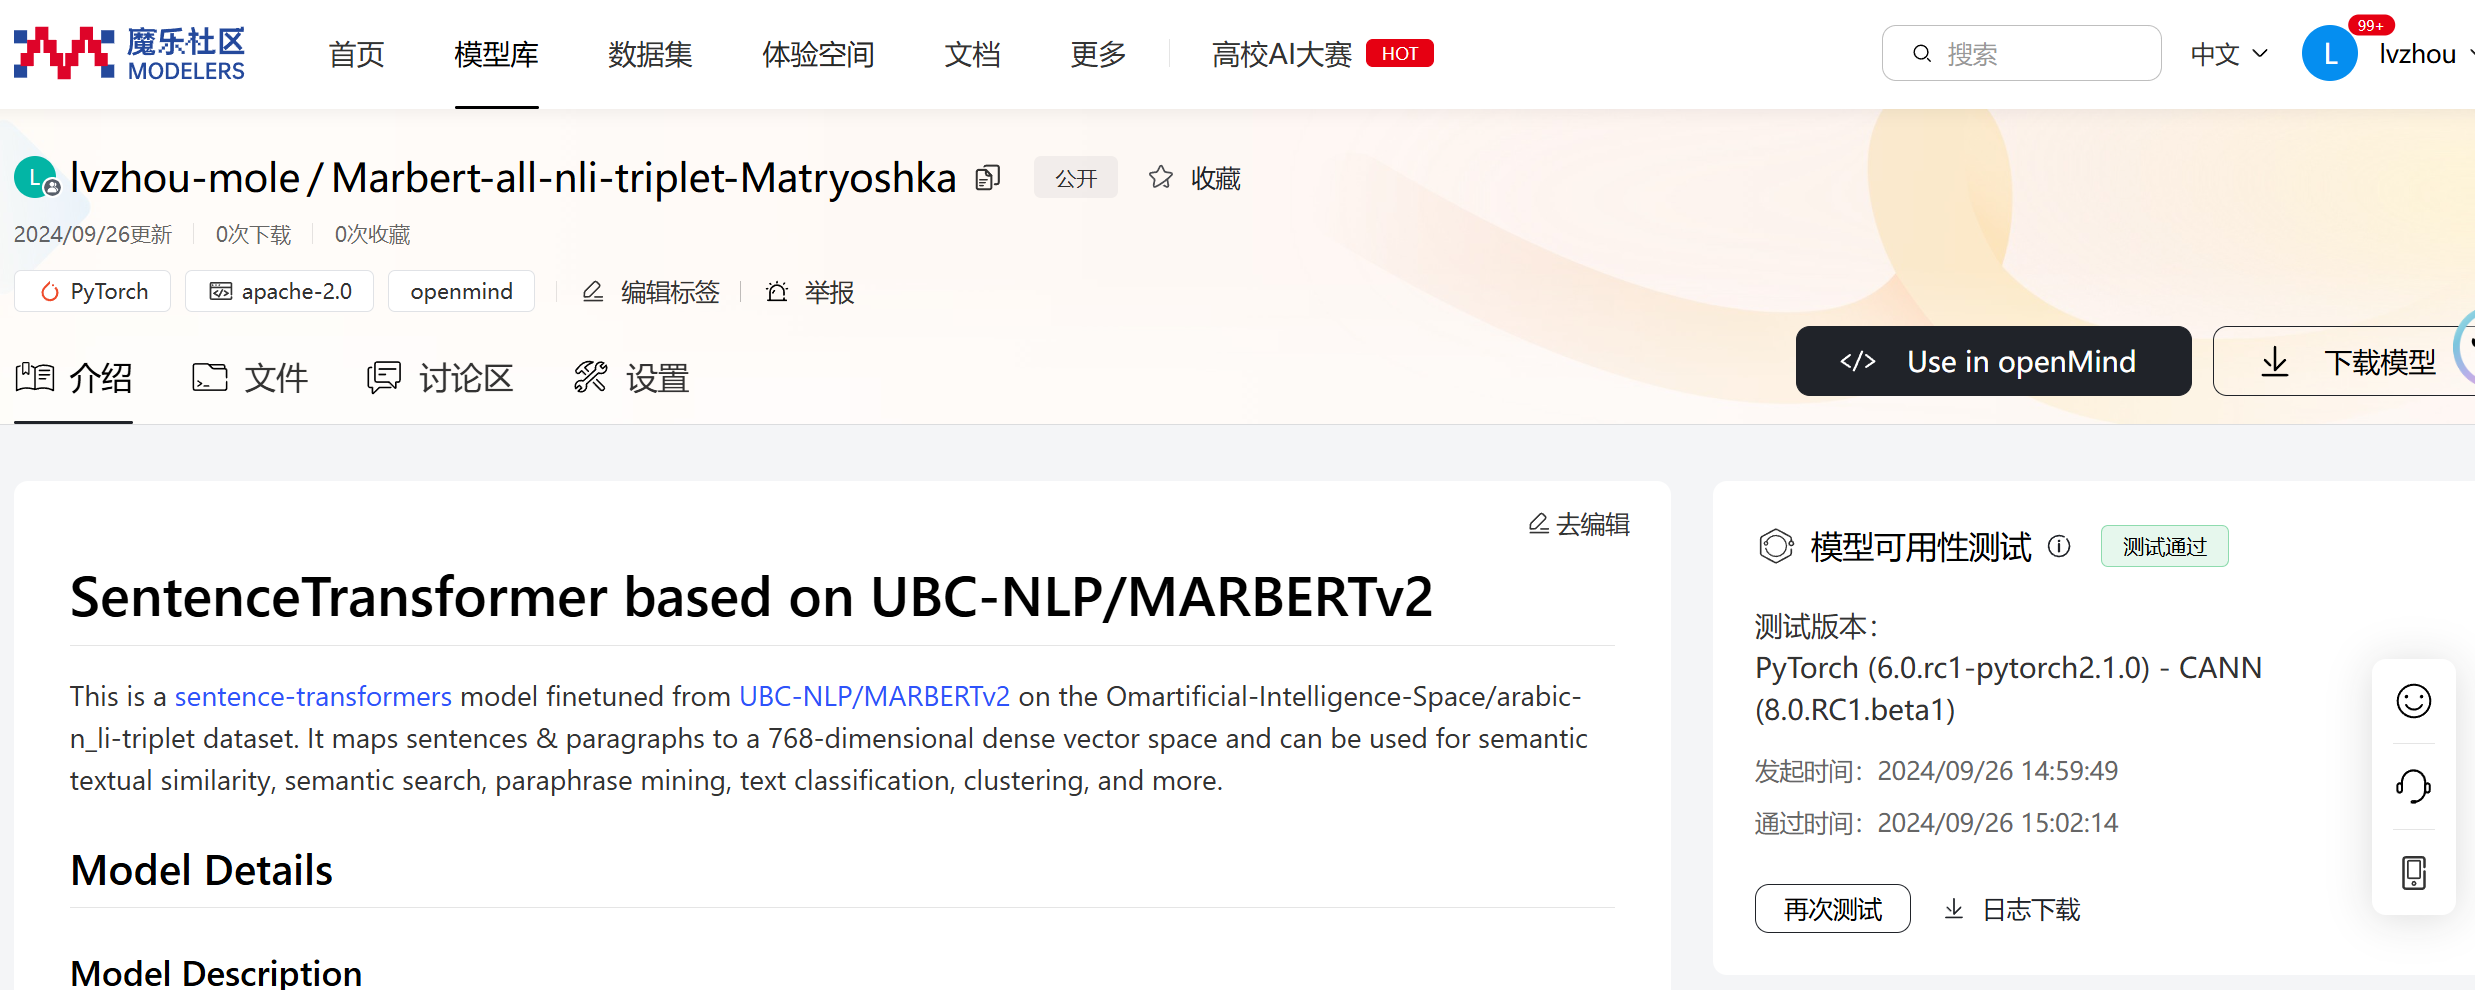 魔乐社区
MODELERS
首页 模型库 数据集 体验空间 文档 更多 高校AI大赛 HOT 搜索 中文 L 99+ lvzhou
L lvzhou-mole / Marbert-all-nli-triplet-Matryoshka 公开 收藏
2024/09/26更新 0次下载 0次收藏
PyTorch apache-2.0 openmind 编辑标签 举报
介绍 文件 讨论区 设置 </> Use in openMind 下载模型
去编辑
SentenceTransformer based on UBC-NLP/MARBERTv2
This is a sentence-transformers model finetuned from UBC-NLP/MARBERTv2 on the Omartificial-Intelligence-Space/arabic-
n_li-triplet dataset. It maps sentences & paragraphs to a 768-dimensional dense vector space and can be used for semantic
textual similarity, semantic search, paraphrase mining, text classification, clustering, and more.
Model Details
Model Description
模型可用性测试 测试通过
测试版本：
PyTorch (6.0.rc1-pytorch2.1.0) - CANN
(8.0.RC1.beta1)
发起时间：2024/09/26 14:59:49
通过时间：2024/09/26 15:02:14
再次测试 日志下载